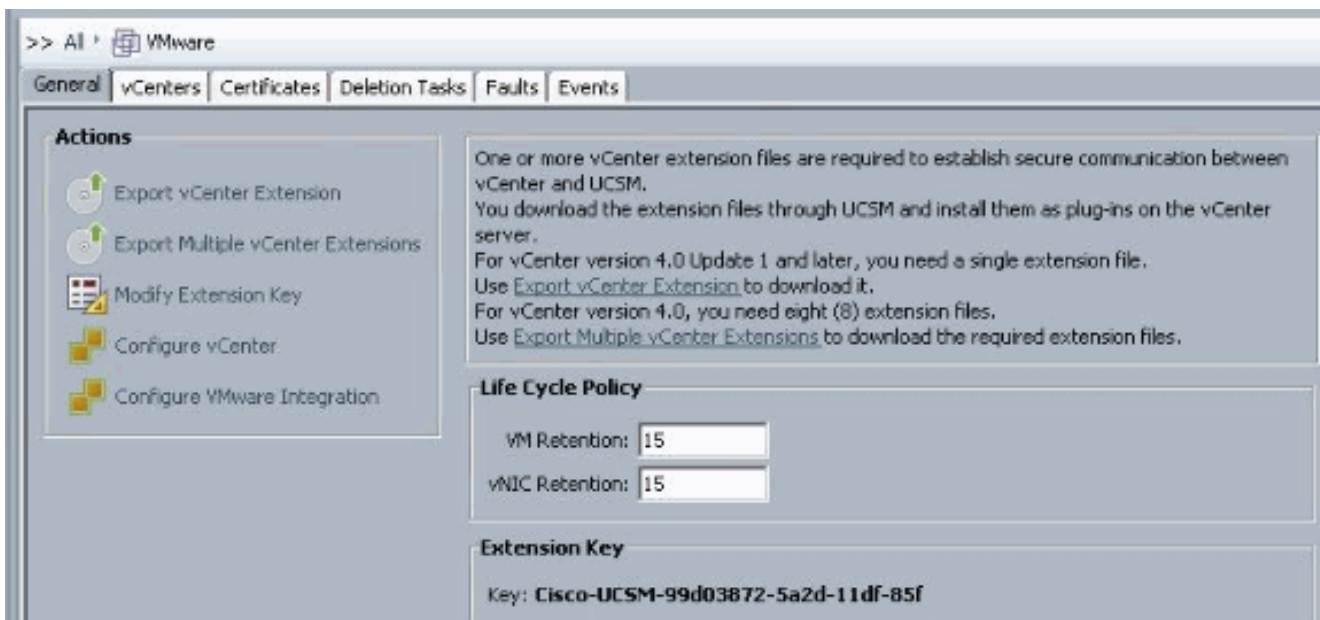 >> All VMware
General vCenters Certificates Deletion Tasks Faults Events
Actions
Export vCenter Extension
Export Multiple vCenter Extensions
Modify Extension Key
Configure vCenter
Configure VMware Integration
One or more vCenter extension files are required to establish secure communication between
vCenter and UCSM.
You download the extension files through UCSM and install them as plug-ins on the vCenter
server.
For vCenter version 4.0 Update 1 and later, you need a single extension file.
Use Export vCenter Extension to download it.
For vCenter version 4.0, you need eight (8) extension files.
Use Export Multiple vCenter Extensions to download the required extension files.
Life Cycle Policy
VM Retention: 15
vNIC Retention: 15
Extension Key
Key: Cisco-UCSM-99d03872-5a2d-11df-85f